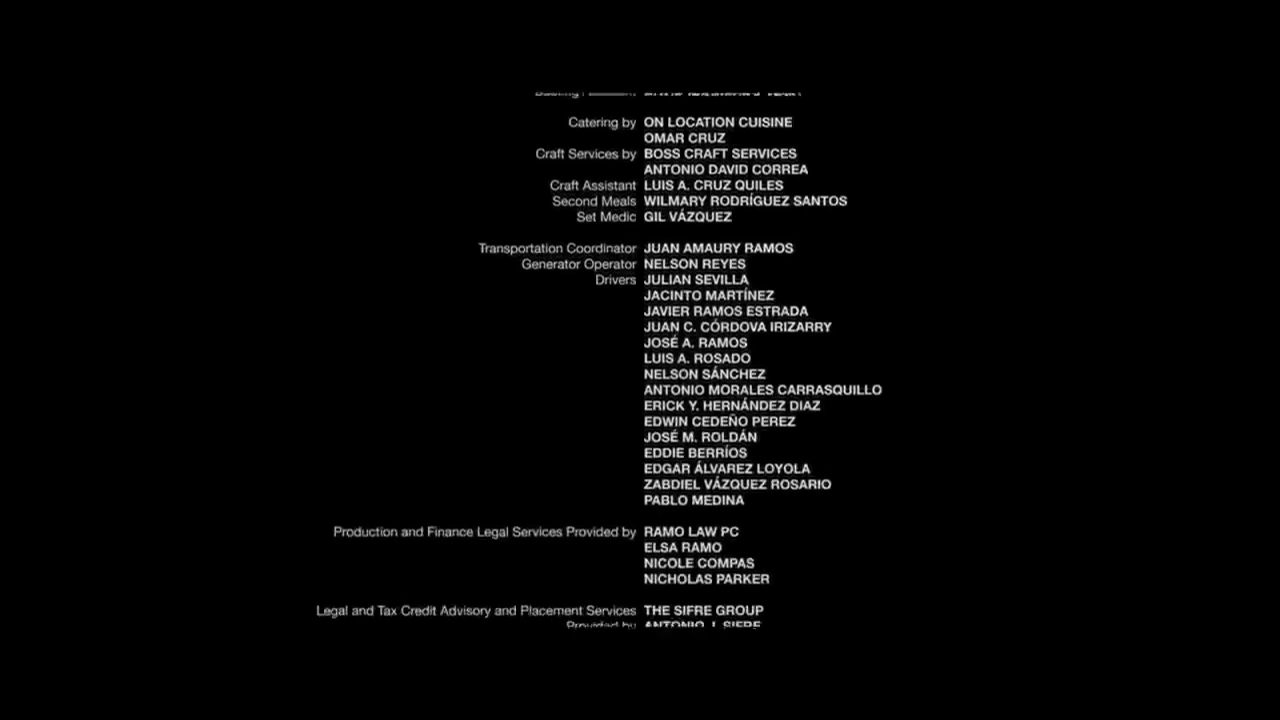 Catering by ON LOCATION CUISINE
OMAR CRUZ
Craft Services by BOSS CRAFT SERVICES
ANTONIO DAVID CORREA
Craft Assistant LUIS A. CRUZ QUILES
Second Meals WILMARY RODRÍGUEZ SANTOS
Set Medic GIL VÁZQUEZ
Transportation Coordinator JUAN AMAURY RAMOS
Generator Operator NELSON REYES
Drivers JULIAN SEVILLA
JACINTO MARTÍNEZ
JAVIER RAMOS ESTRADA
JUAN C. CÓRDOVA IRIZARRY
JOSÉ A. RAMOS
LUIS A. ROSADO
NELSON SÁNCHEZ
ANTONIO MORALES CARRASQUILLO
ERICK Y. HERNÁNDEZ DIAZ
EDWIN CEDEÑO PEREZ
JOSÉ M. ROLDÁN
EDDIE BERRÍOS
EDGAR ÁLVAREZ LOYOLA
ZABDIEL VÁZQUEZ ROSARIO
PABLO MEDINA
Production and Finance Legal Services Provided by RAMO LAW PC
ELSA RAMO
NICOLE COMPAS
NICHOLAS PARKER
Legal and Tax Credit Advisory and Placement Services THE SIFRE GROUP
Provided by ANTONIO J. SIFRE